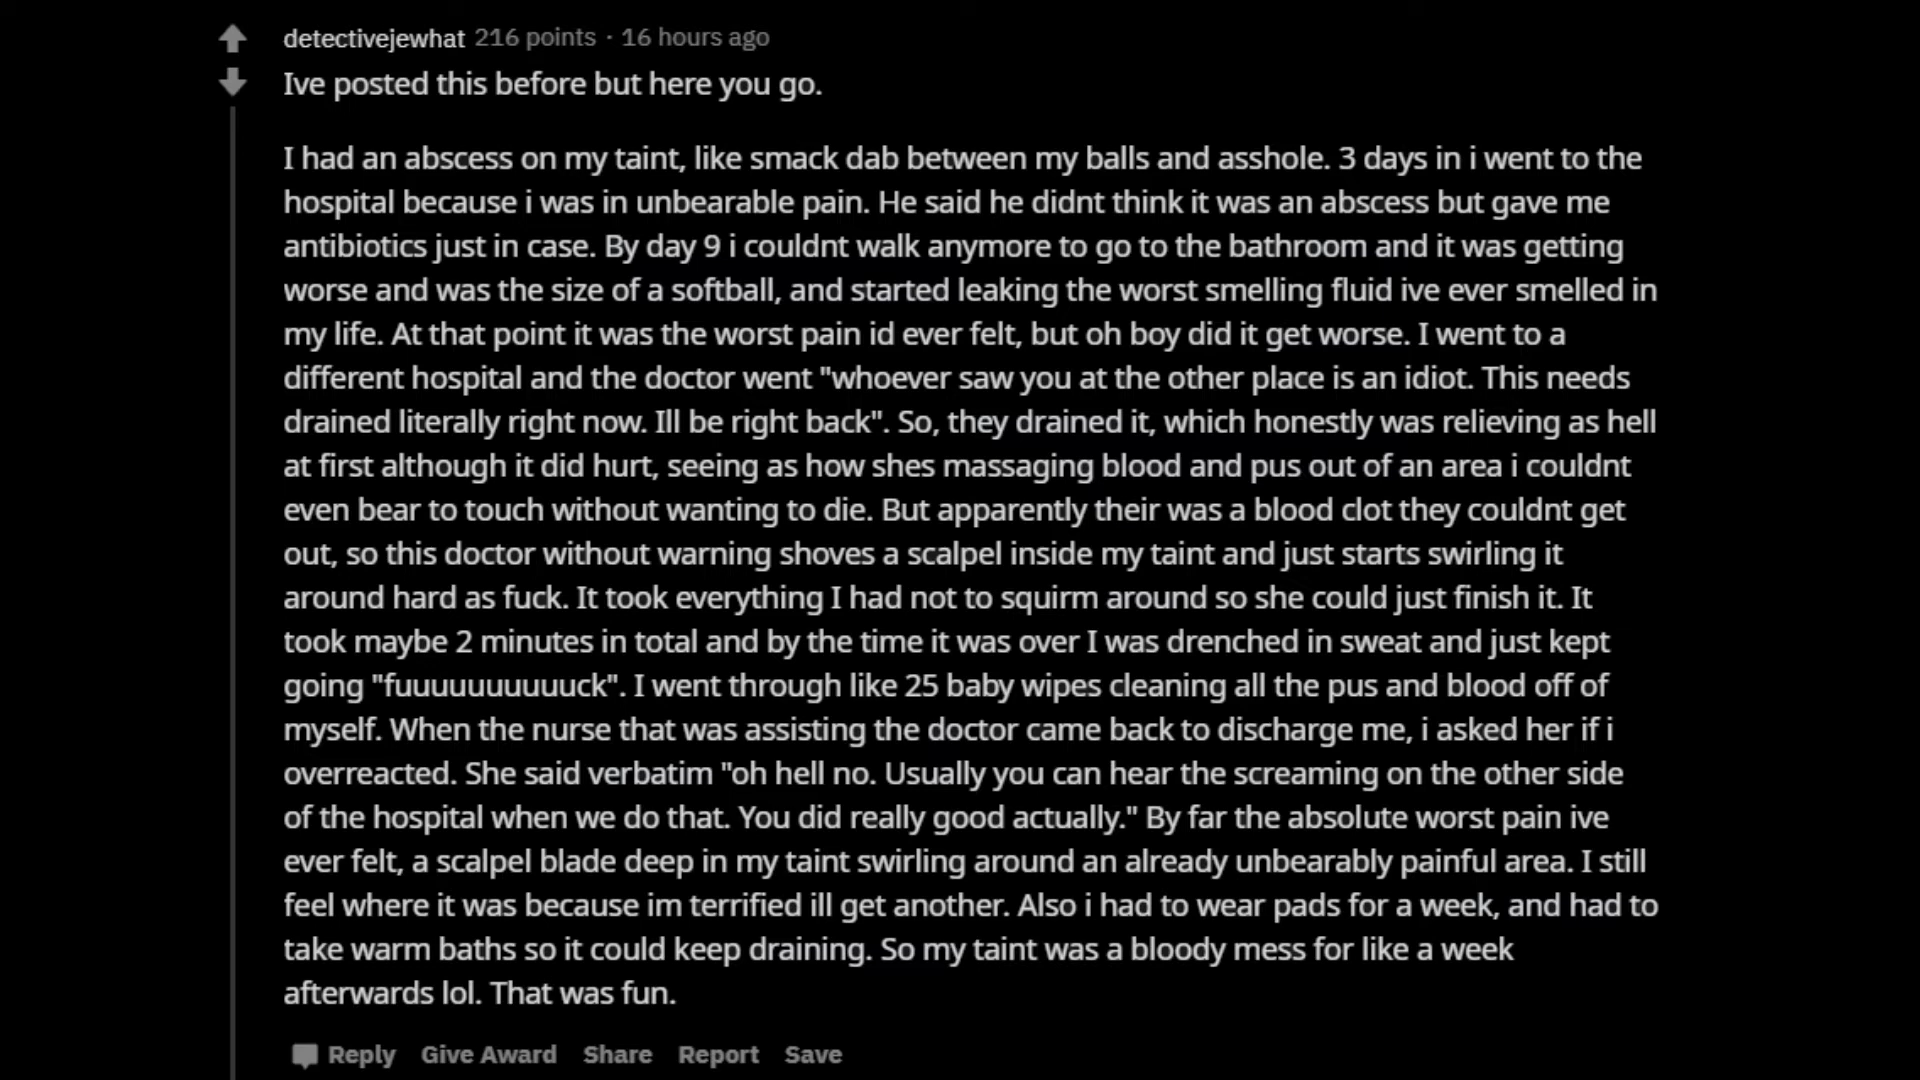 detectivejewhat 216 points · 16 hours ago
Ive posted this before but here you go.
I had an abscess on my taint, like smack dab between my balls and asshole. 3 days in i went to the
hospital because i was in unbearable pain. He said he didnt think it was an abscess but gave me
antibiotics just in case. By day 9 i couldnt walk anymore to go to the bathroom and it was getting
worse and was the size of a softball, and started leaking the worst smelling fluid ive ever smelled in
my life. At that point it was the worst pain id ever felt, but oh boy did it get worse. I went to a
different hospital and the doctor went "whoever saw you at the other place is an idiot. This needs
drained literally right now. Ill be right back". So, they drained it, which honestly was relieving as hell
at first although it did hurt, seeing as how shes massaging blood and pus out of an area i couldnt
even bear to touch without wanting to die. But apparently their was a blood clot they couldnt get
out, so this doctor without warning shoves a scalpel inside my taint and just starts swirling it
around hard as fuck. It took everything I had not to squirm around so she could just finish it. It
took maybe 2 minutes in total and by the time it was over I was drenched in sweat and just kept
going "fuuuuuuuuuuck". I went through like 25 baby wipes cleaning all the pus and blood off of
myself. When the nurse that was assisting the doctor came back to discharge me, i asked her if i
overreacted. She said verbatim "oh hell no. Usually you can hear the screaming on the other side
of the hospital when we do that. You did really good actually." By far the absolute worst pain ive
ever felt, a scalpel blade deep in my taint swirling around an already unbearably painful area. I still
feel where it was because im terrified ill get another. Also i had to wear pads for a week, and had to
take warm baths so it could keep draining. So my taint was a bloody mess for like a week
afterwards lol. That was fun.
Reply Give Award Share Report Save